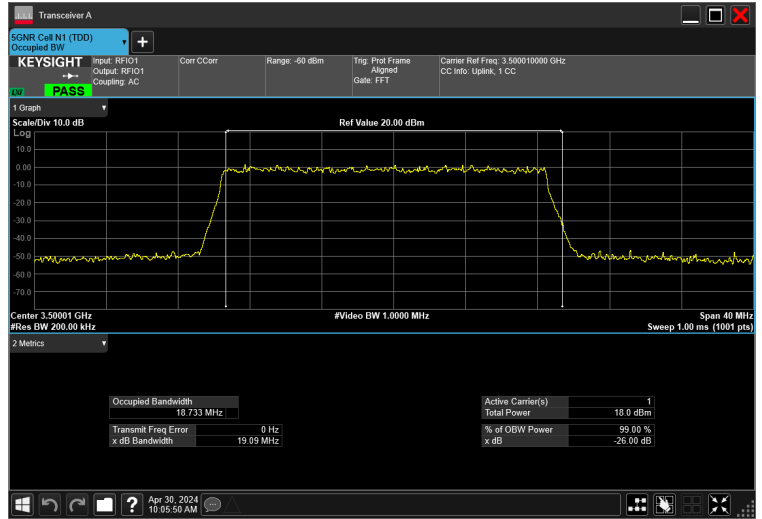 Transceiver A
5GNR Cell N1 (TDD)
Occupied BW
KEYSIGHT
Input: RFIO1
Output: RFIO1
Coupling: AC
Corr CCorr
Range: -60 dBm
Trig: Prot Frame
Aligned
Gate: FFT
Carrier Ref Freq: 3.500010000 GHz
CC Info: Uplink, 1 CC
LXI
PASS
1 Graph
Scale/Div 10.0 dB
Ref Value 20.00 dBm
Log
10.0
0.00
-10.0
-20.0
-30.0
-40.0
-50.0
-60.0
-70.0
Center 3.50001 GHz
#Video BW 1.0000 MHz
Span 40 MHz
#Res BW 200.00 kHz
Sweep 1.00 ms (1001 pts)
2 Metrics
Occupied Bandwidth
18.733 MHz
Active Carrier(s) 1
Total Power 18.0 dBm
Transmit Freq Error 0 Hz
x dB Bandwidth 19.09 MHz
% of OBW Power 99.00 %
x dB -26.00 dB
?
Apr 30, 2024
10:05:50 AM